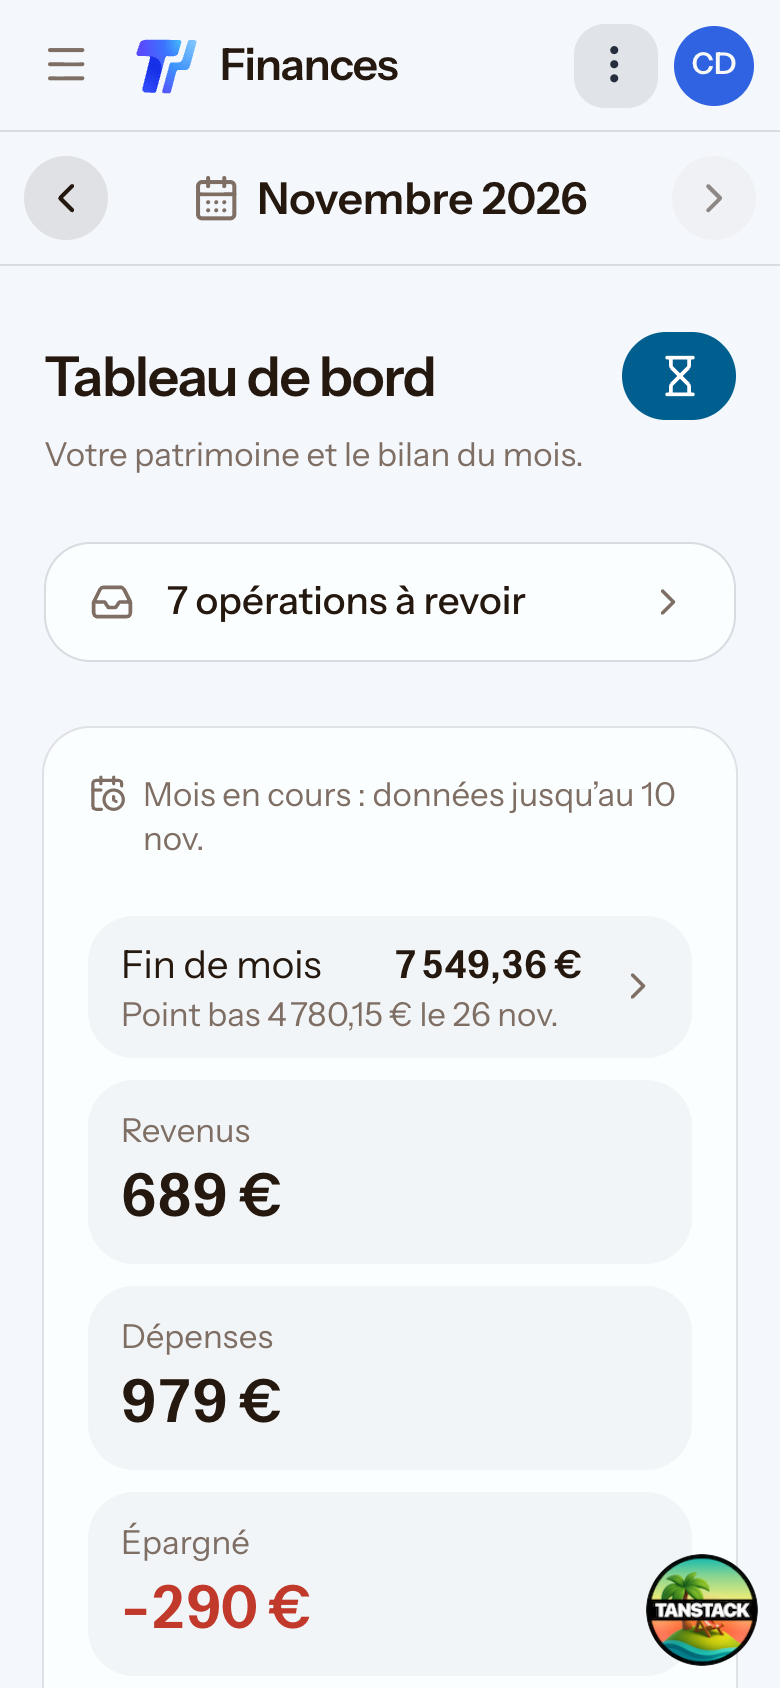 Finances
CD
Novembre 2026
Tableau de bord
Votre patrimoine et le bilan du mois.
7 opérations à revoir
Mois en cours : données jusqu’au 10
nov.
Fin de mois 7 549,36 €
Point bas 4 780,15 € le 26 nov.
Revenus
689 €
Dépenses
979 €
Épargné
-290 €
TANSTACK